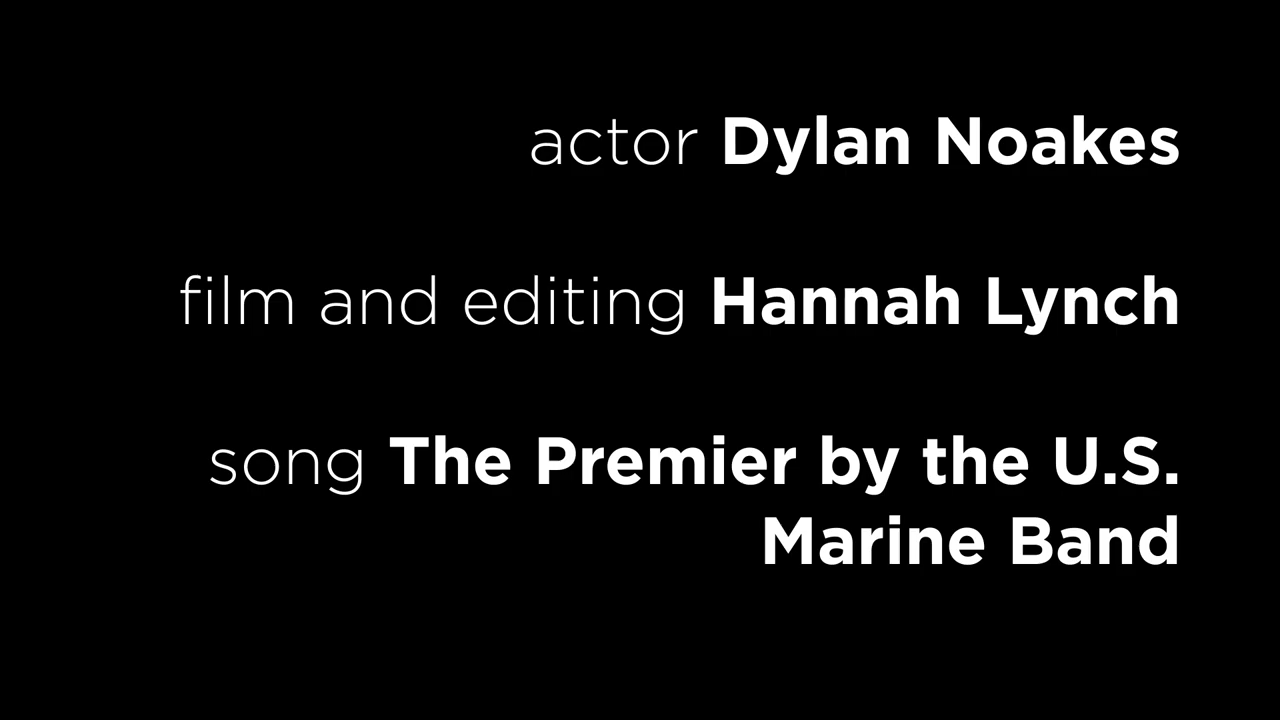 actor Dylan Noakes
film and editing Hannah Lynch
song The Premier by the U.S.
Marine Band